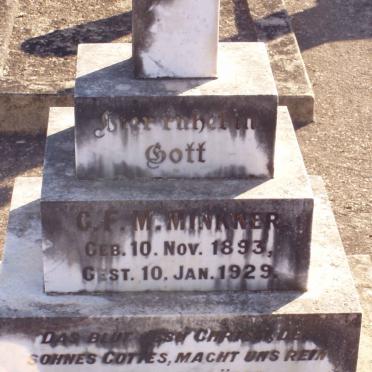 Hier ruhet in
Gott
C. F. M. MINKNER
GEB. 10. NOV. 1893,
GEST. 10. JAN. 1929.
DAS BLUT CHRISTI, DES
SOHNES GOTTES, MACHT UNS REIN